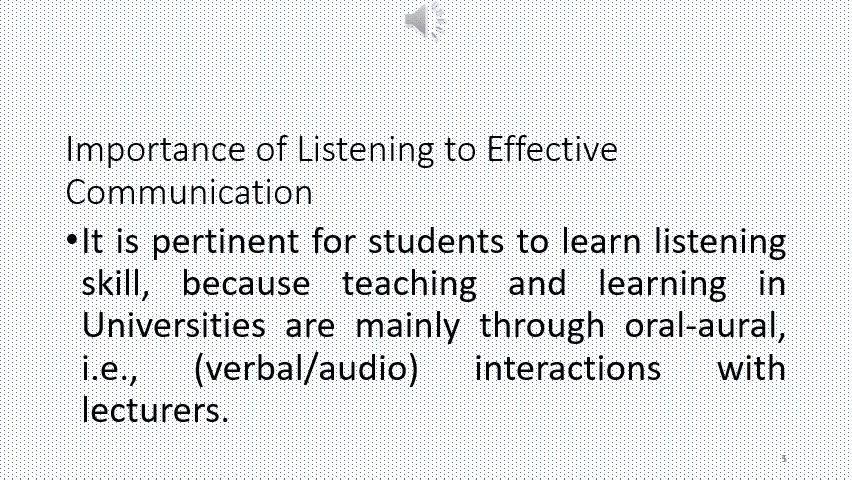 Importance of Listening to Effective
Communication
•It is pertinent for students to learn listening
skill, because teaching and learning in
Universities are mainly through oral-aural,
i.e., (verbal/audio) interactions with
lecturers.
5